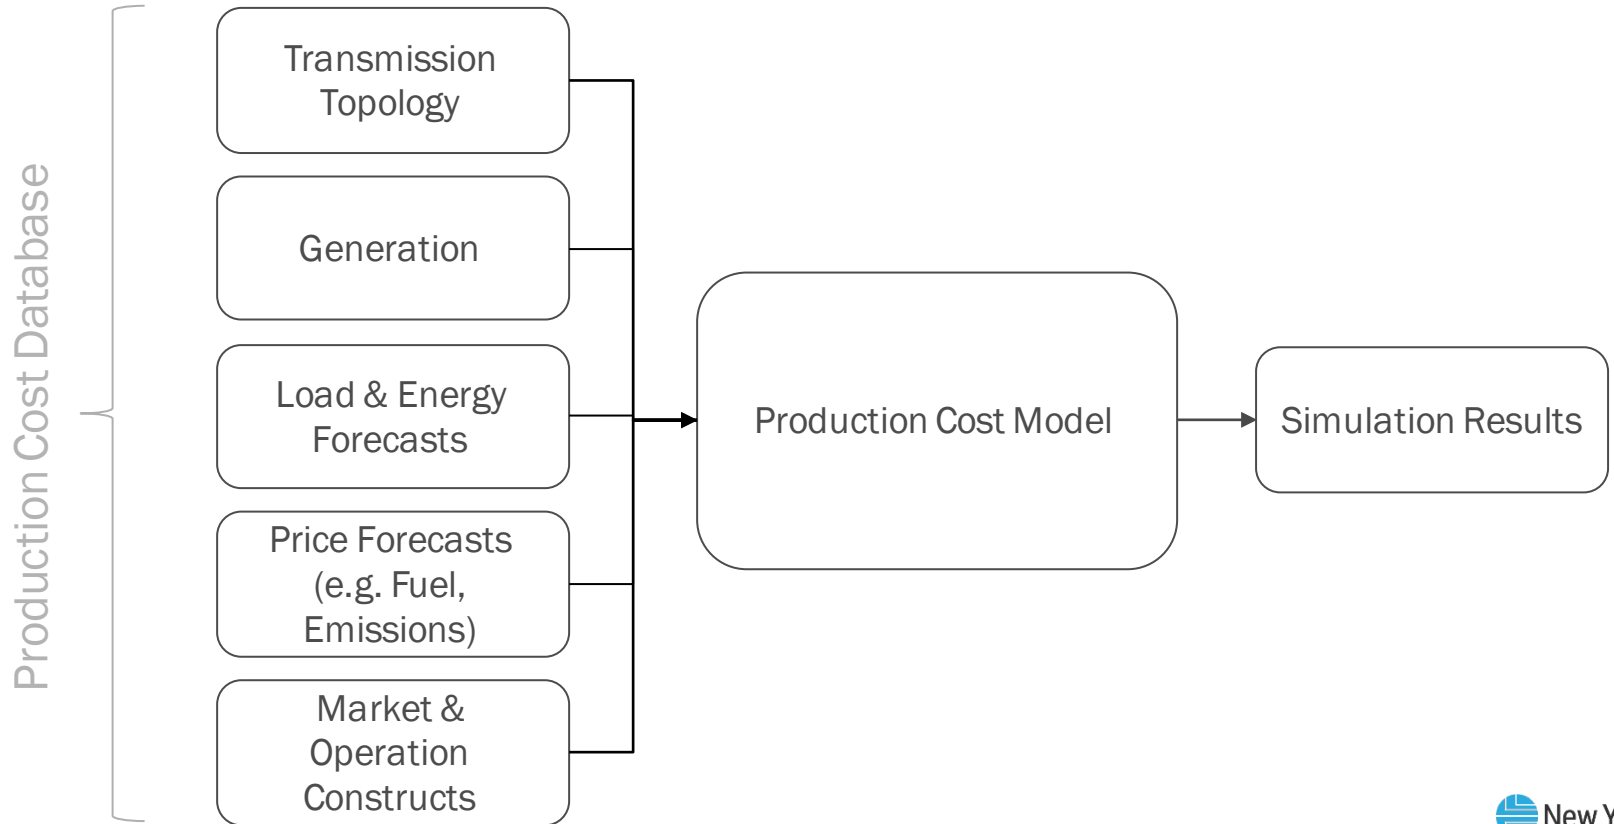 Production Cost Database
Transmission
Topology
Generation
Load & Energy
Forecasts
Price Forecasts
(e.g. Fuel,
Emissions)
Market &
Operation
Constructs
Production Cost Model
Simulation Results
New Y